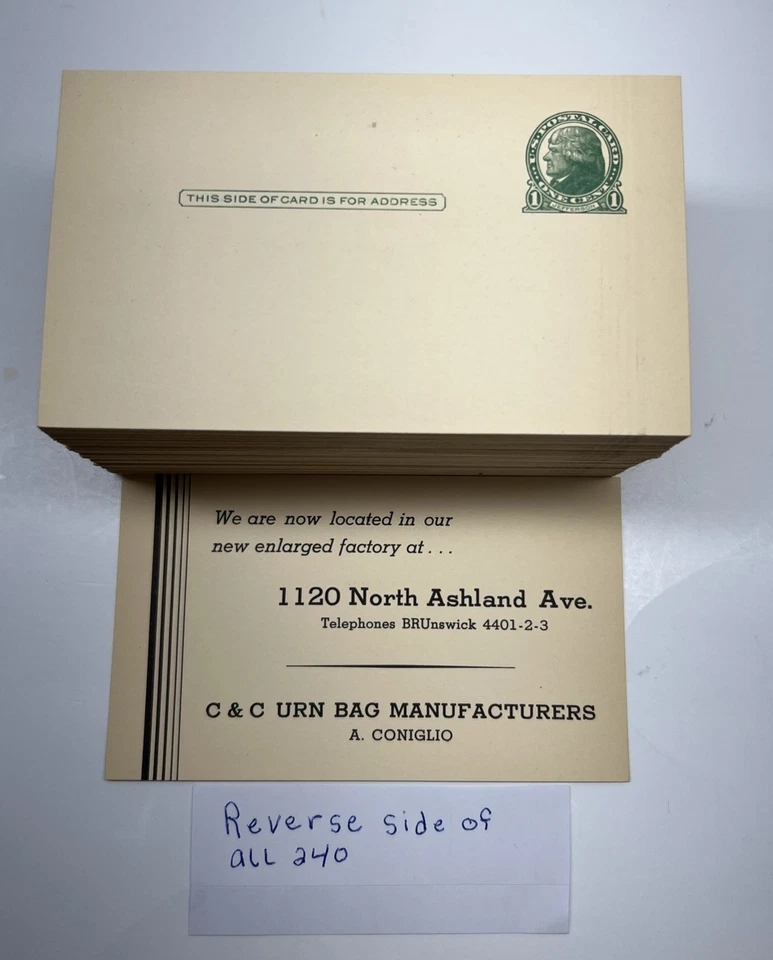 THIS SIDE OF CARD IS FOR ADDRESS
U·S·POSTAL CARD
1 ONE CENT 1
JEFFERSON
We are now located in our
new enlarged factory at . . .
1120 North Ashland Ave.
Telephones BRUnswick 4401-2-3
C & C URN BAG MANUFACTURERS
A. CONIGLIO
Reverse side of
all 240